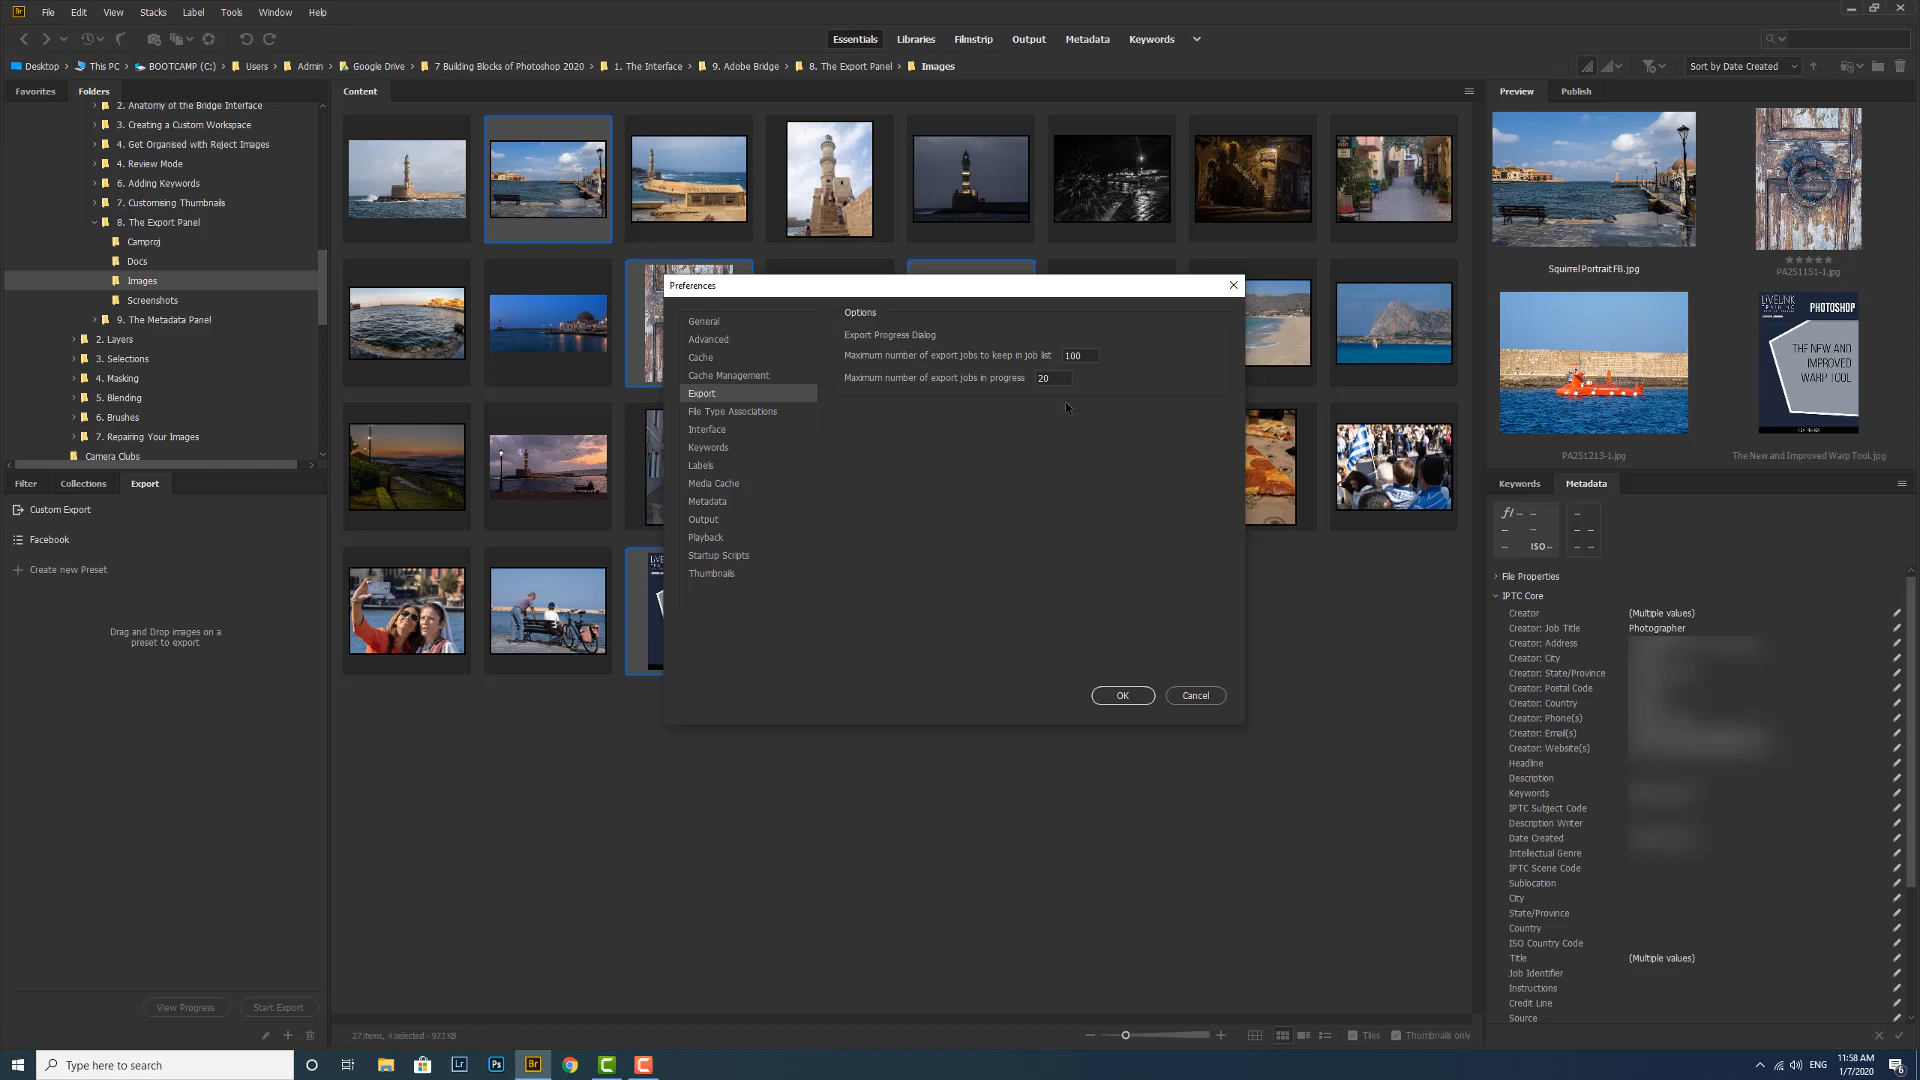 Br File Edit View Stacks Label Tools Window Help
Essentials Libraries Filmstrip Output Metadata Keywords
Desktop This PC BOOTCAMP (C:) Users Admin Google Drive 7 Building Blocks of Photoshop 2020 1. The Interface 9. Adobe Bridge 8. The Export Panel Images
Sort by Date Created
Favorites Folders
2. Anatomy of the Bridge Interface
3. Creating a Custom Workspace
4. Get Organised with Reject Images
4. Review Mode
6. Adding Keywords
7. Customising Thumbnails
8. The Export Panel
Camproj
Docs
Images
Screenshots
9. The Metadata Panel
2. Layers
3. Selections
4. Masking
5. Blending
6. Brushes
7. Repairing Your Images
Camera Clubs
Filter Collections Export
Custom Export
Facebook
Create new Preset
Drag and Drop images on a
preset to export
View Progress Start Export
Content
Preferences
General
Advanced
Cache
Cache Management
Export
File Type Associations
Interface
Keywords
Labels
Media Cache
Metadata
Output
Playback
Startup Scripts
Thumbnails
Options
Export Progress Dialog
Maximum number of export jobs to keep in job list 100
Maximum number of export jobs in progress 20
OK Cancel
27 items, 4 selected - 973 KB
Tiles Thumbnails only
Preview Publish
Squirrel Portrait FB.jpg
PA251151-1.jpg
LIVELINK
TRAINING
PHOTOSHOP
THE NEW AND
IMPROVED
WARP TOOL
PA251213-1.jpg
The New and Improved Warp Tool.jpg
Keywords Metadata
f/ -- -- --
-- -- -- --
-- ISO-- -- --
File Properties
IPTC Core
Creator (Multiple values)
Creator: Job Title Photographer
Creator: Address
Creator: City
Creator: State/Province
Creator: Postal Code
Creator: Country
Creator: Phone(s)
Creator: Email(s)
Creator: Website(s)
Headline
Description
Keywords
IPTC Subject Code
Description Writer
Date Created
Intellectual Genre
IPTC Scene Code
Sublocation
City
State/Province
Country
ISO Country Code
Title (Multiple values)
Job Identifier
Instructions
Credit Line
Source
Type here to search
Lr Ps Br
ENG
11:58 AM
1/7/2020
6